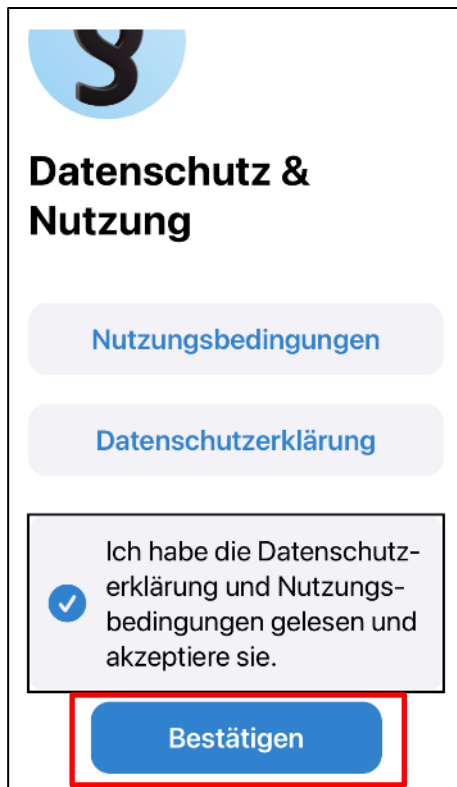 §
Datenschutz &
Nutzung
Nutzungsbedingungen
Datenschutzerklärung
Ich habe die Datenschutz-
erklärung und Nutzungs-
bedingungen gelesen und
akzeptiere sie.
Bestätigen